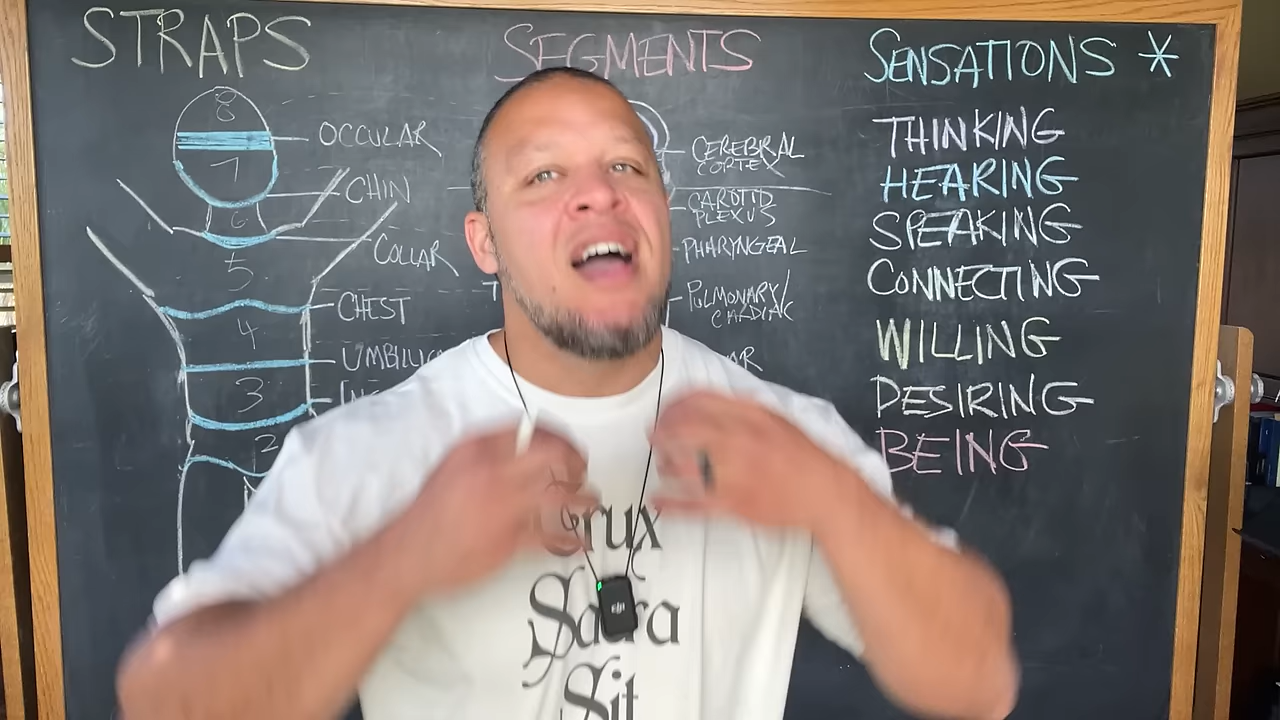 STRAPS
8
OCCULAR
7
CHIN
6
COLLAR
5
CHEST
4
3
2
SEGMENTS
CEREBRAL
CORTEX
CAROTID
PLEXUS
PHARYNGEAL
PULMONARY/
CARDIAC
SENSATIONS *
THINKING
HEARING
SPEAKING
CONNECTING
WILLING
DESIRING
BEING
Crux
Sacra
Sit
dji